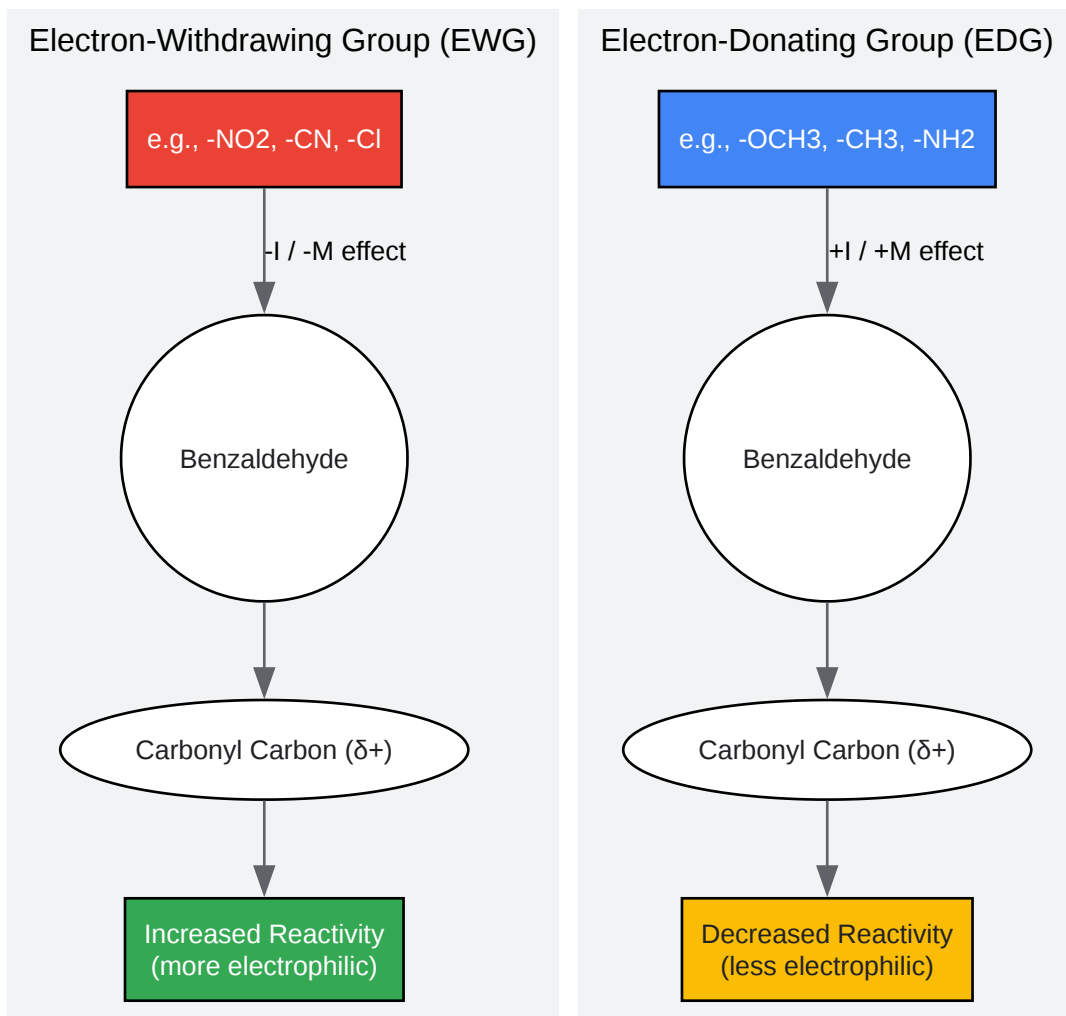 Electron-Withdrawing Group (EWG)
e.g., -NO2, -CN, -Cl
-I / -M effect
Benzaldehyde
Carbonyl Carbon (δ+)
Increased Reactivity
(more electrophilic)
Electron-Donating Group (EDG)
e.g., -OCH3, -CH3, -NH2
+I / +M effect
Benzaldehyde
Carbonyl Carbon (δ+)
Decreased Reactivity
(less electrophilic)